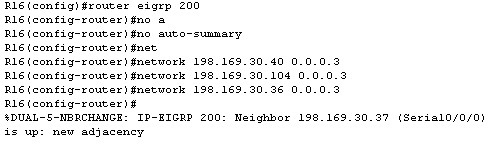 R16(config)#router eigrp 200
R16(config-router)#no a
R16(config-router)#no auto-summary
R16(config-router)#net
R16(config-router)#network 198.169.30.40 0.0.0.3
R16(config-router)#network 198.169.30.104 0.0.0.3
R16(config-router)#network 198.169.30.36 0.0.0.3
R16(config-router)#
%DUAL-5-NBRCHANGE: IP-EIGRP 200: Neighbor 198.169.30.37 (Serial0/0/0)
is up: new adjacency